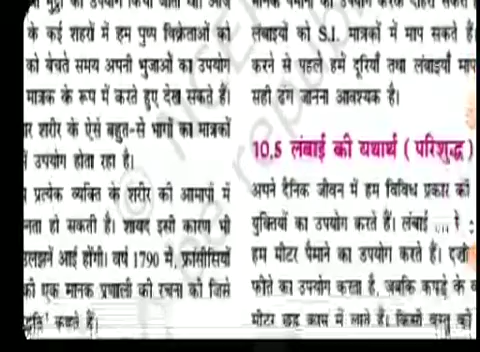 के कई शहरों में हम पुष्प विक्रेताओं को
को बेचते समय अपनी भुजाओं का उपयोग
मात्रक के रूप में करते हुए देख सकते हैं।
शरीर के ऐसे बहुत-से भागों का मात्रकों
उपयोग होता रहा है।
प्रत्येक व्यक्ति के शरीर की आमापों में
हो सकती है। शायद इसी कारण भी
आई होंगी। वर्ष 1790 में, फ्रांसीसियों
की एक मानक प्रणाली की रचना की जिसे
कहते हैं।
लंबाइयों को S.I. मात्रकों में माप सकते हैं
करने से पहले हमें दूरियाँ तथा लंबाइयाँ माप
सही ढंग जानना आवश्यक है।
10.5 लंबाई की यथार्थ ( परिशुद्ध )
अपने दैनिक जीवन में हम विविध प्रकार की
युक्तियों का उपयोग करते हैं। लंबाई
हम मीटर पैमाने का उपयोग करते हैं।
फीते का उपयोग करता है, जबकि कपड़े के
मीटर छड़ काम में लाते हैं। किसी वस्तु की